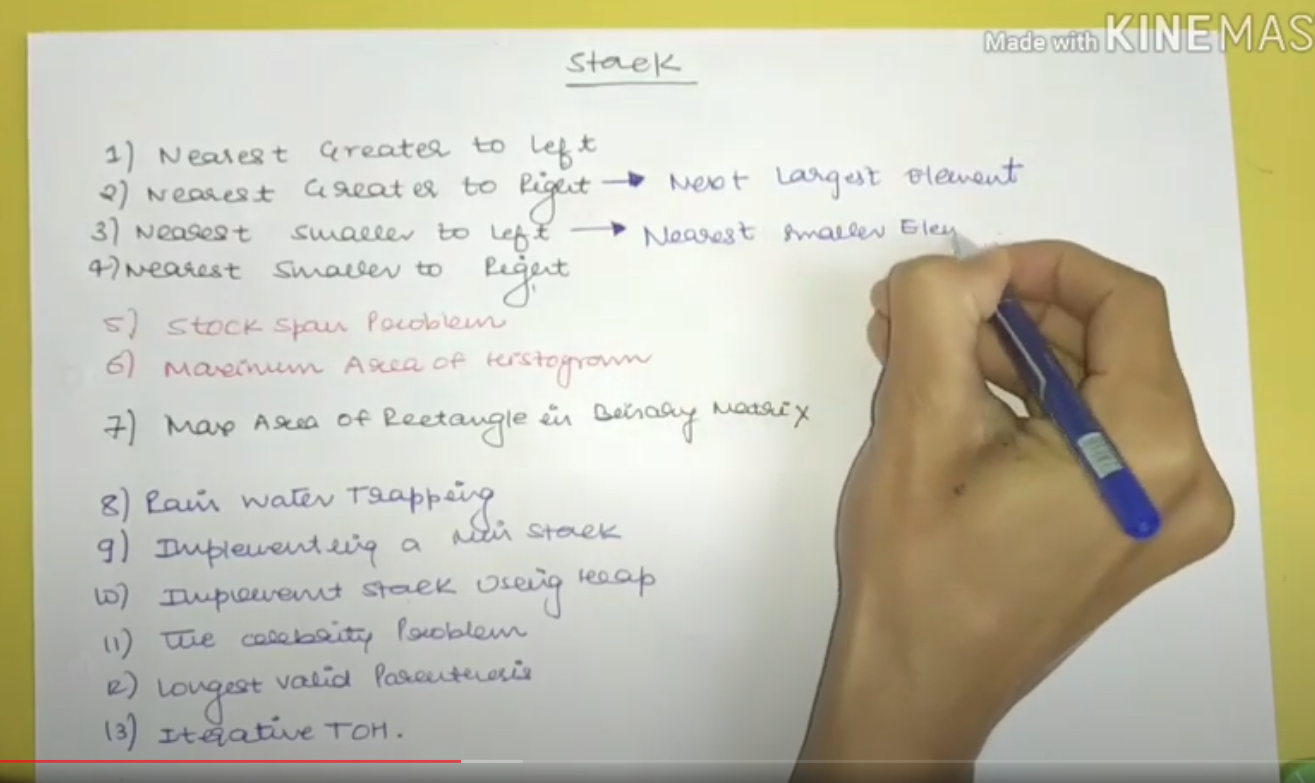 Made with KINEMAS
Stack
1) Nearest Greater to Left
2) Nearest Greater to Right → Next Largest Element
3) Nearest Smaller to Left → Nearest Smaller Elem
4) Nearest Smaller to Right
5) Stock Span Problem
6) Maximum Area of Histogram
7) Max Area of Rectangle in Binary Matrix
8) Rain Water Trapping
9) Implementing a Min Stack
10) Implement Stack Using Heap
11) The Celebrity Problem
12) Longest Valid Parenthesis
13) Iterative TOH.